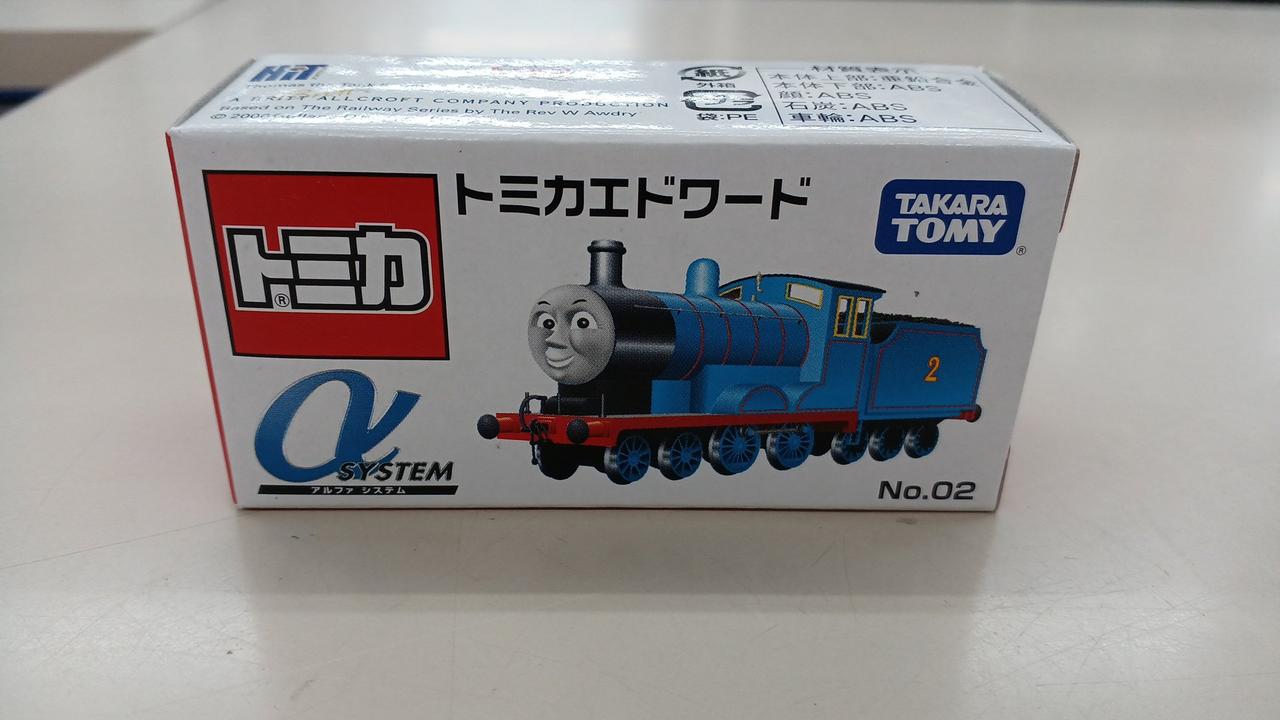 HiT
A BRITT ALLCROFT COMPANY PRODUCTION
Based on The Railway Series by The Rev W Awdry
紙
外箱
袋:PE
材質表示
本体上部:亜鉛合金
本体下部:ABS
顔:ABS
石炭:ABS
車輪:ABS
トミカエドワード
トミカ®
TAKARA
TOMY®
2
α
SYSTEM
アルファ システム
No.02